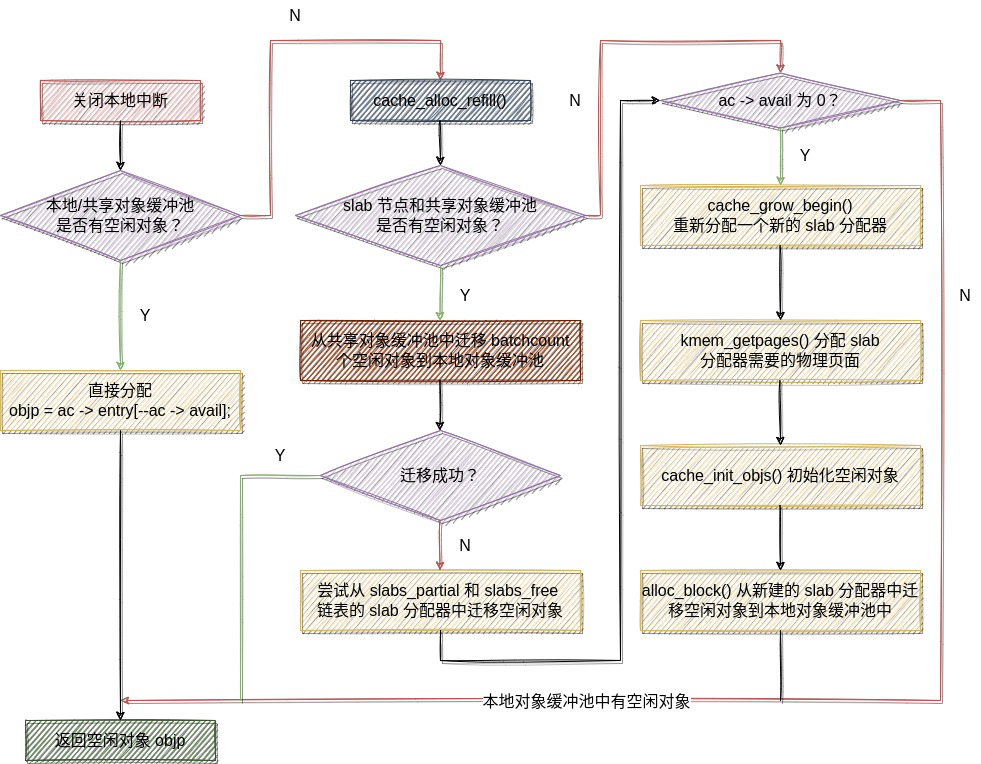 N
关闭本地中断
本地/共享对象缓冲池
是否有空闲对象？
Y
直接分配
objp = ac -> entry[--ac -> avail];
返回空闲对象 objp
cache_alloc_refill()
N
slab 节点和共享对象缓冲池
是否有空闲对象？
Y
从共享对象缓冲池中迁移 batchcount
个空闲对象到本地对象缓冲池
迁移成功？
Y
N
尝试从 slabs_partial 和 slabs_free
链表的 slab 分配器中迁移空闲对象
ac -> avail 为 0？
Y
N
cache_grow_begin()
重新分配一个新的 slab 分配器
kmem_getpages() 分配 slab
分配器需要的物理页面
cache_init_objs() 初始化空闲对象
alloc_block() 从新建的 slab 分配器中迁
移空闲对象到本地对象缓冲池中
本地对象缓冲池中有空闲对象